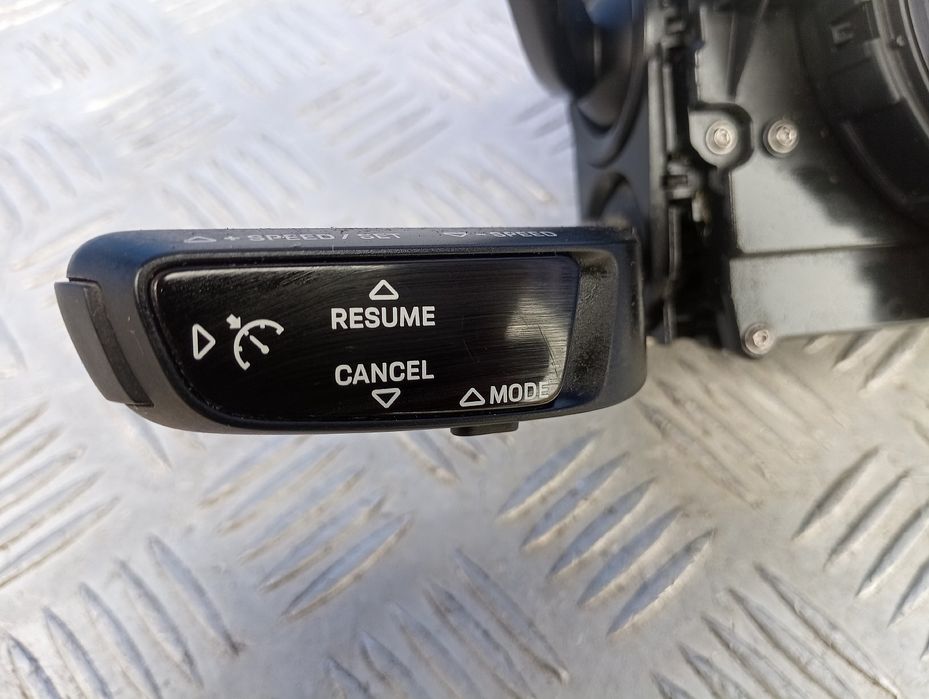 + SPEED / SET - SPEED
RESUME
CANCEL
MODE